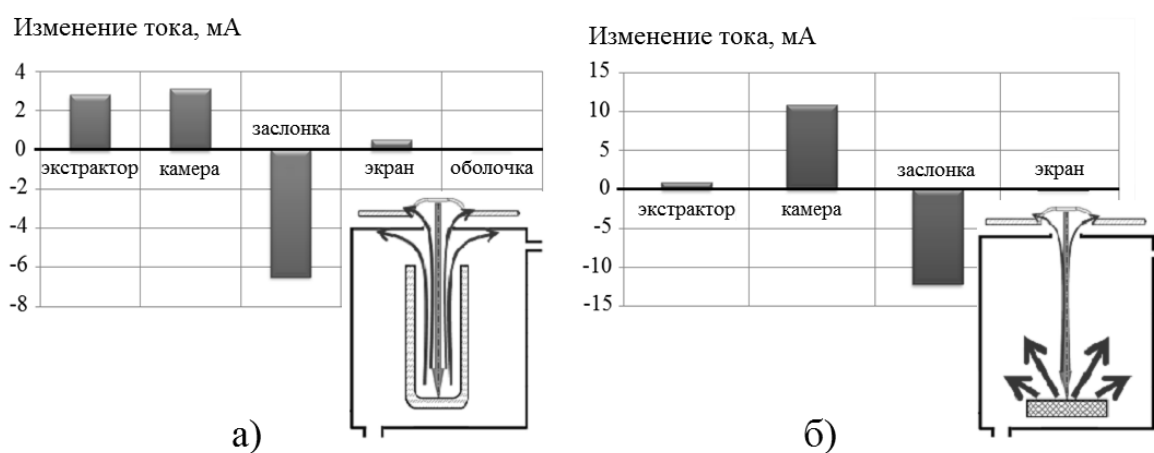 Изменение тока, мА
4
2
0
-2
-4
-6
-8
заслонка
экстрактор камера экран оболочка
а)
Изменение тока, мА
15
10
5
0
-5
-10
-15
заслонка экран
экстрактор камера
б)